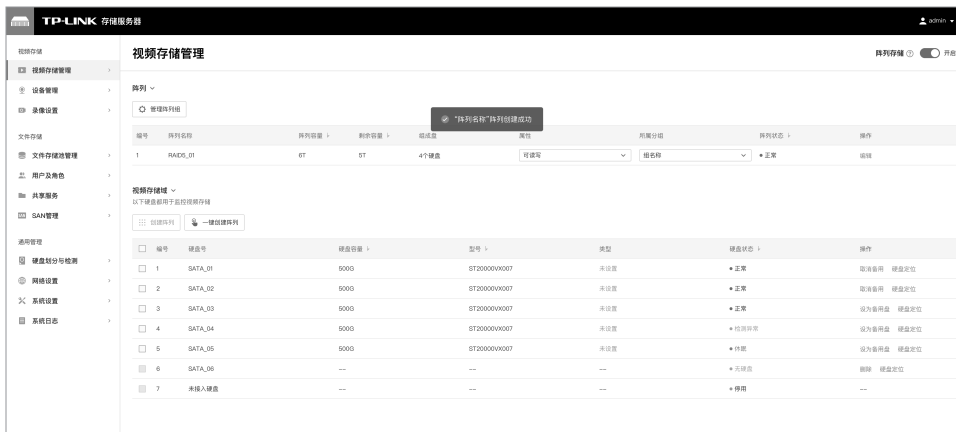 TP-LINK 存储服务器
admin
视频存储
视频存储管理
设备管理
录像设置
文件存储
文件存储池管理
用户及角色
共享服务
SAN管理
通用管理
硬盘划分与检测
网络设置
系统设置
系统日志
视频存储管理
阵列存储 开启
阵列
管理阵列组
“阵列名称”阵列创建成功
编号 阵列名称 阵列容量 剩余容量 组成盘 属性 所属分组 阵列状态 操作
1 RAID5_01 6T 5T 4个硬盘 可读写 组名称 正常 编辑
视频存储域
以下硬盘都用于监控视频存储
创建阵列 一键创建阵列
编号 硬盘号 硬盘容量 型号 类型 硬盘状态 操作
1 SATA_01 500G ST20000VX007 未设置 正常 取消备用 硬盘定位
2 SATA_02 500G ST20000VX007 未设置 正常 取消备用 硬盘定位
3 SATA_03 500G ST20000VX007 未设置 正常 设为备用盘 硬盘定位
4 SATA_04 500G ST20000VX007 未设置 检测异常 设为备用盘 硬盘定位
5 SATA_05 500G ST20000VX007 未设置 休眠 设为备用盘 硬盘定位
6 SATA_06 -- -- -- 无硬盘 删除 硬盘定位
7 未接入硬盘 -- -- -- 停用 --